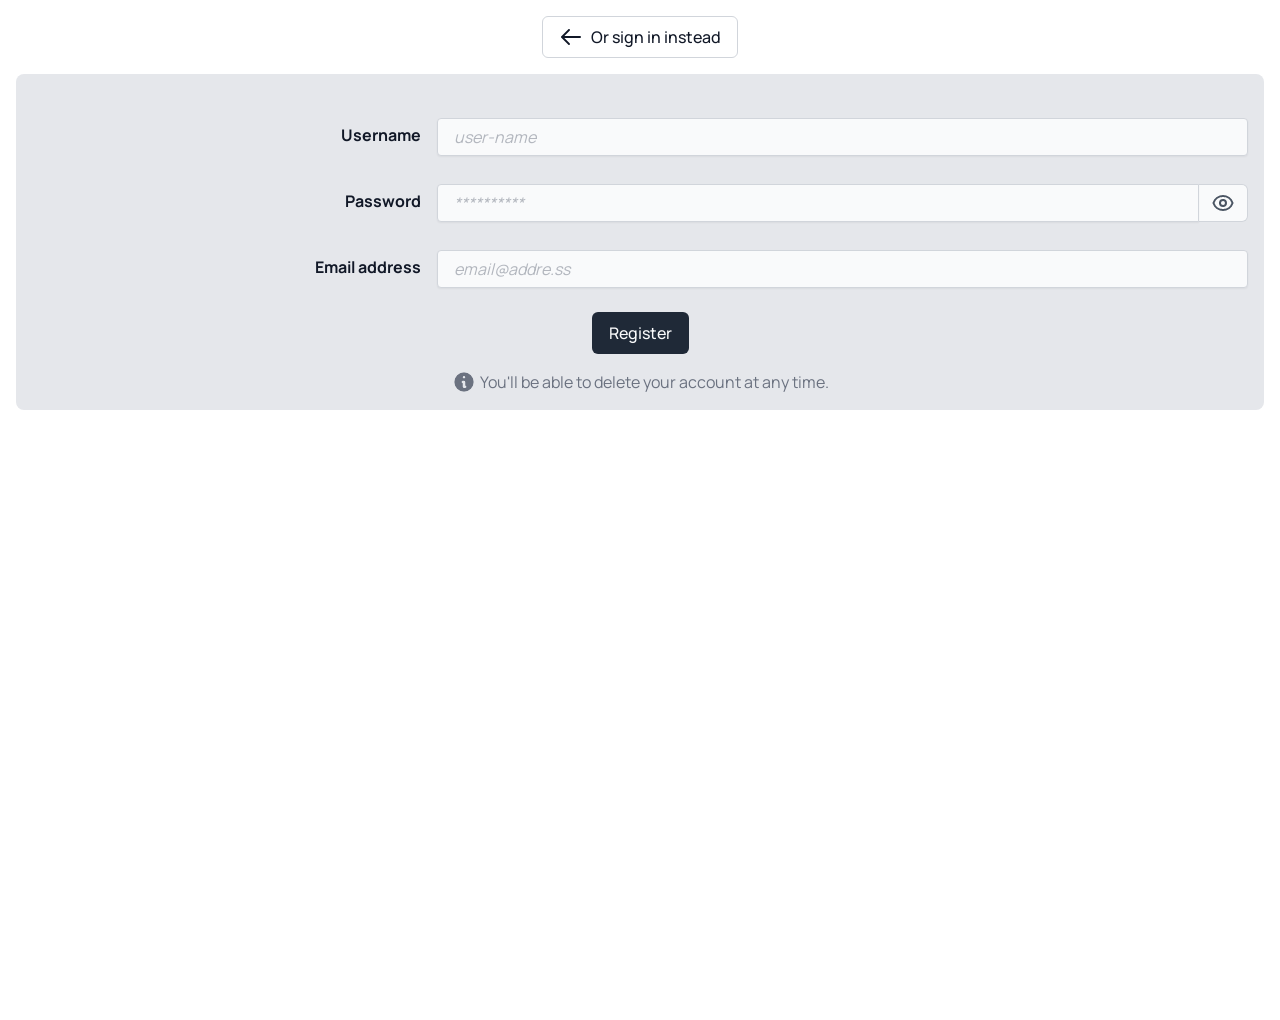 Or sign in instead
Username
user-name
Password
**********
Email address
email@addre.ss
Register
You'll be able to delete your account at any time.